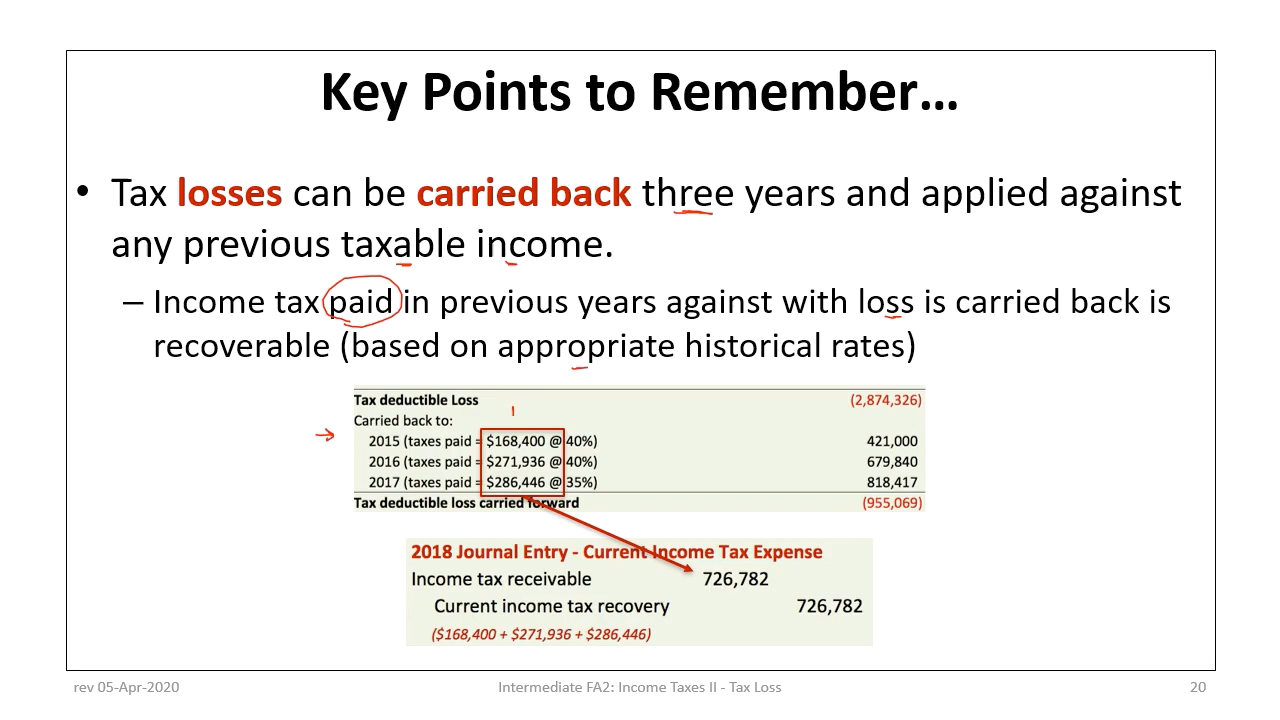 Key Points to Remember…
• Tax losses can be carried back three years and applied against
any previous taxable income.
– Income tax paid in previous years against with loss is carried back is
recoverable (based on appropriate historical rates)
Tax deductible Loss (2,874,326)
Carried back to:
2015 (taxes paid = $168,400 @ 40%) 421,000
2016 (taxes paid = $271,936 @ 40%) 679,840
2017 (taxes paid = $286,446 @ 35%) 818,417
Tax deductible loss carried forward (955,069)
2018 Journal Entry - Current Income Tax Expense
Income tax receivable 726,782
Current income tax recovery 726,782
($168,400 + $271,936 + $286,446)
rev 05-Apr-2020 Intermediate FA2: Income Taxes II - Tax Loss 20